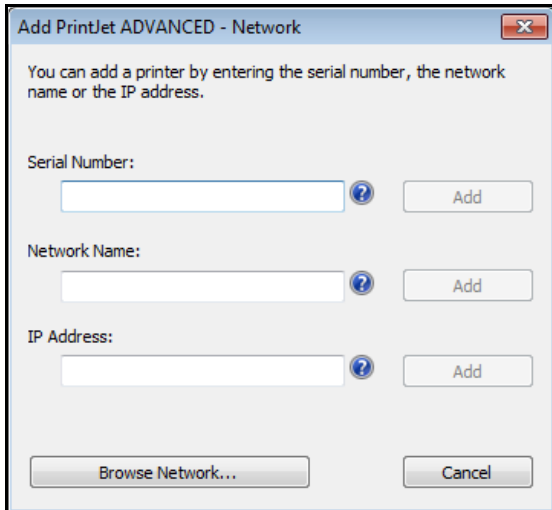 Add PrintJet ADVANCED - Network
You can add a printer by entering the serial number, the network
name or the IP address.
Serial Number:
Add
Network Name:
Add
IP Address:
Add
Browse Network...
Cancel